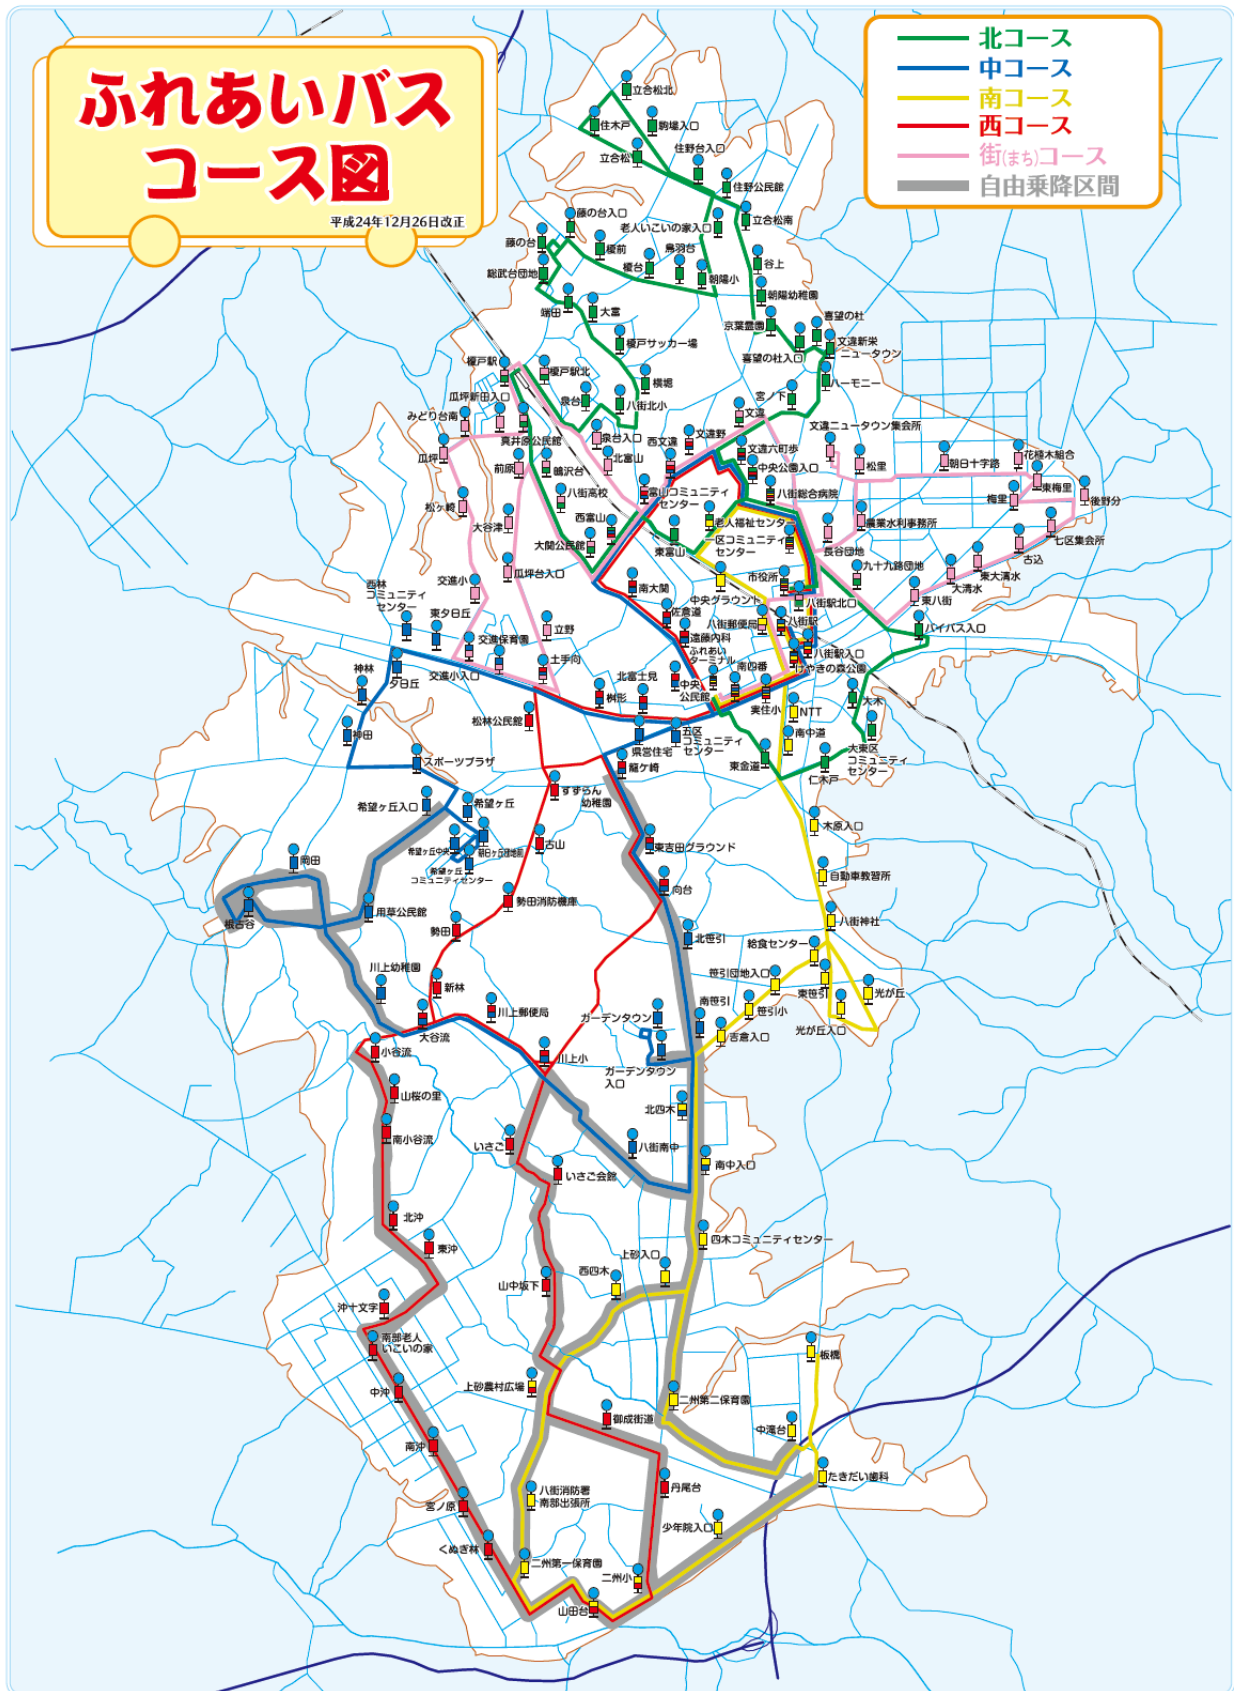 ふれあいバス
コース図
平成24年12月26日改正
北コース
中コース
南コース
西コース
街(まち)コース
自由乗降区間
立合松北
住木戸
駒場入口
立合松
住野台入口
住野公民館
藤の台入口
老人いこいの家入口
立合松南
藤の台
榎前
鳥羽台
榎台
総武台団地
朝陽小
谷上
朝陽幼稚園
端田
大富
京葉霊園
喜望の杜
榎戸サッカー場
喜望の杜入口
文違新栄
ニュータウン
榎戸駅
榎戸駅北
横堀
ハーモニー
瓜坪新田入口
泉台
八街北小
宮ノ下
みどり台南
文違
文違ニュータウン集会所
真井原公民館
泉台入口
西文違
文違野
文違六町歩
瓜坪
前原
鴨沢台
北富山
中央公園入口
松里
朝日十字路
花植木組合
東梅里
松ヶ崎
八街高校
富山コミュニティ
センター
八街総合病院
梅里
後野分
大谷津
西富山
老人福祉センター
農業水利事務所
大関公民館
東富山
一区コミュニティ
センター
長谷団地
七区集会所
古込
瓜坪台入口
市役所
九十九路団地
東大清水
大清水
西林
コミュニティ
センター
交進小
南大関
中央グラウンド
八街駅北口
東八街
東夕日丘
佐倉道
八街郵便局
八街駅
バイパス入口
交進保育園
立野
遠藤内科
ふれあい
ターミナル
八街駅入口
けやきの森公園
神林
夕日丘
交進小入口
土手向
北富士見
中央
公民館
南四番
桝形
実住小
大木
松林公民館
NTT
神田
県営住宅
五区
コミュニティ
センター
南中道
大東区
コミュニティ
センター
スポーツプラザ
龍ケ崎
東金道
仁木戸
希望ヶ丘入口
希望ヶ丘
すずらん
幼稚園
木原入口
希望ヶ丘中央
朝日ヶ丘団地前
古山
東吉田グラウンド
岡田
希望ヶ丘
コミュニティセンター
自動車教習所
向台
根古谷
用草公民館
勢田消防機庫
八街神社
勢田
北笹引
給食センター
川上幼稚園
新林
笹引団地入口
東笹引
光が丘
川上郵便局
ガーデンタウン
南笹引
笹引小
大谷流
吉倉入口
光が丘入口
小谷流
川上小
ガーデンタウン
入口
山桜の里
北四木
南小谷流
いさご
八街南中
いさご会館
南中入口
北沖
東沖
四木コミュニティセンター
上砂入口
西四木
山中坂下
沖十文字
南部老人
いこいの家
板橋
中沖
上砂農村広場
御成街道
二州第二保育園
中滝台
南沖
たきだい歯科
宮ノ原
八街消防署
南部出張所
丹尾台
少年院入口
くぬぎ林
二州第一保育園
二州小
山田台